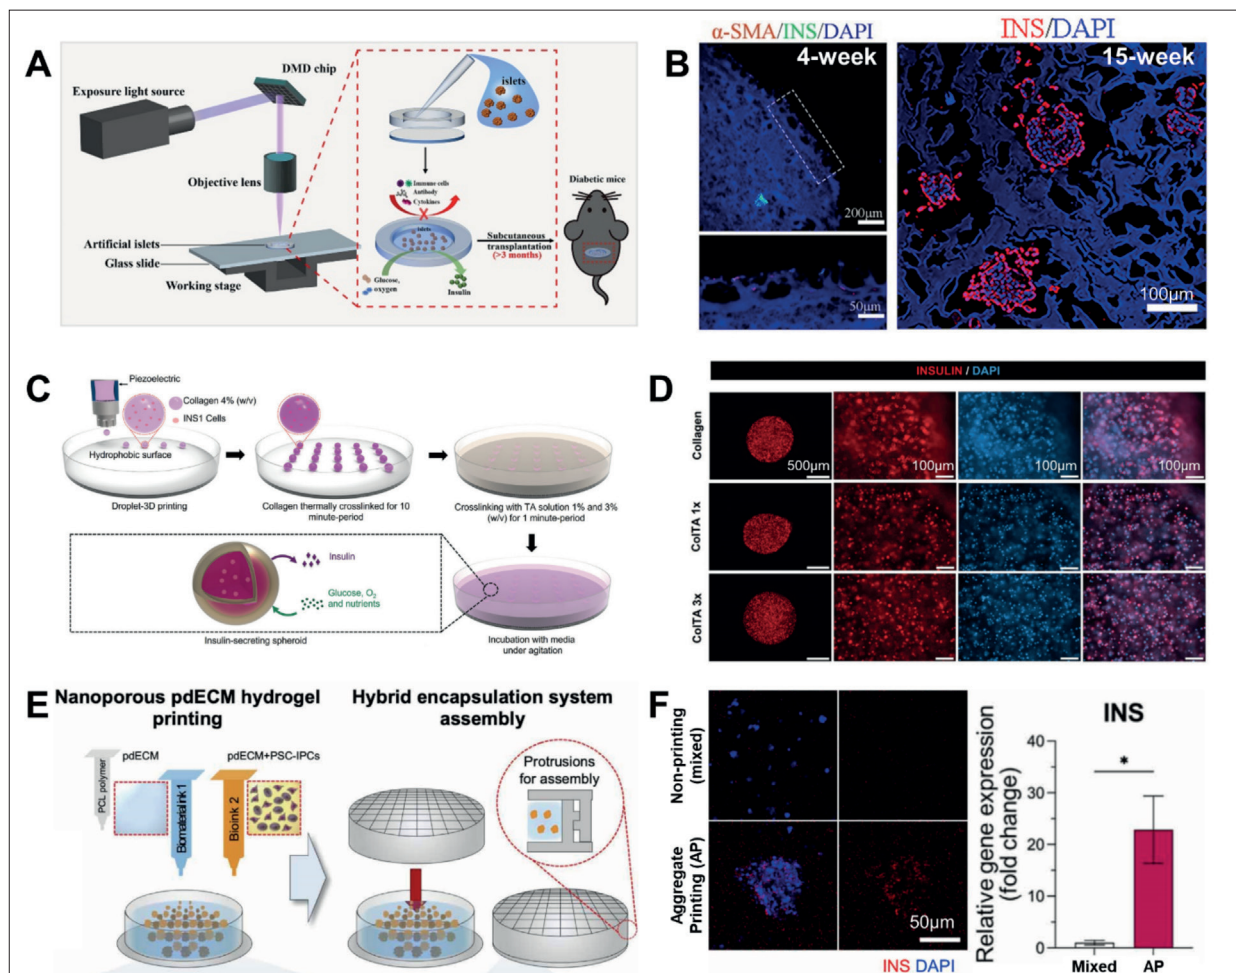 A
Exposure light source
DMD chip
Objective lens
Artificial islets
Glass slide
Working stage
islets
Immune cells
Antibody
Cytokines
islets
Subcutaneous
transplantation
(>3 months)
Diabetic mice
Glucose,
oxygen
Insulin
B
α-SMA/INS/DAPI
4-week
200μm
50μm
INS/DAPI
15-week
100μm
C
Piezoelectric
Collagen 4% (w/v)
INS1 Cells
Hydrophobic surface
Droplet-3D printing
Collagen thermally crosslinked for 10
minute-period
Crosslinking with TA solution 1% and 3%
(w/v) for 1 minute-period
Insulin
Glucose, O2
and nutrients
Insulin-secreting spheroid
Incubation with media
under agitation
D
INSULIN / DAPI
Collagen
500μm
100μm
100μm
100μm
ColTA 1x
ColTA 3x
E
Nanoporous pdECM hydrogel
printing
Hybrid encapsulation system
assembly
PCL polymer
pdECM
Biomaterialink 1
pdECM+PSC-IPCs
Bioink 2
Protrusions
for assembly
F
Non-printing
(mixed)
Aggregate
Printing (AP)
50μm
INS DAPI
INS
Relative gene expression
(fold change)
40
30
20
10
0
*
Mixed
AP